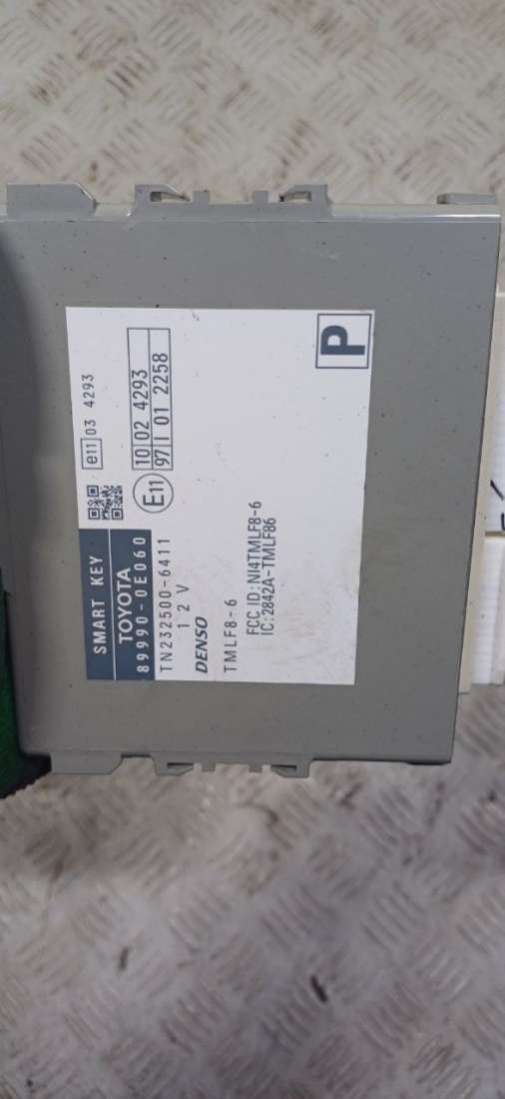 SMART KEY
TOYOTA
89990-0E060
TN232500-6411
12V
DENSO
TMLF8-6
FCC ID:NI4TMLF8-6
IC:2842A-TMLF86
e11 03 4293
E11
10 02 4293
97 I 01 2258
P